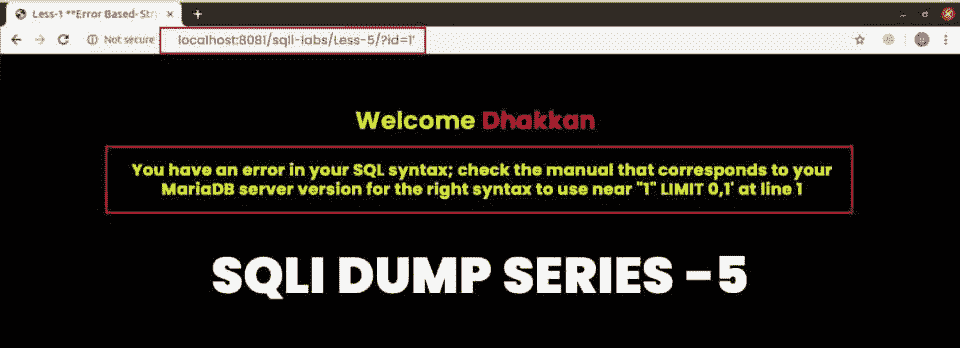 Less-1 **Error Based- Str
Not secure
localhost:8081/sqli-labs/Less-5/?id=1'
Welcome Dhakkan
You have an error in your SQL syntax; check the manual that corresponds to your
MariaDB server version for the right syntax to use near ''1'' LIMIT 0,1' at line 1
SQLI DUMP SERIES -5